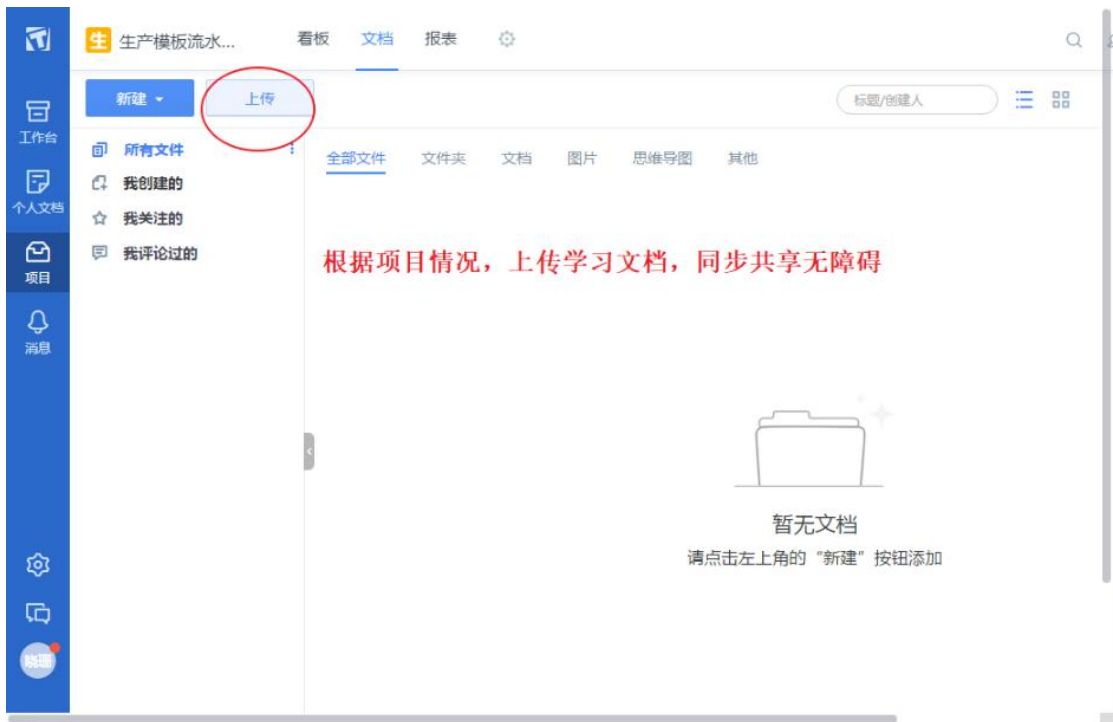 生 生产模板流水... 看板 文档 报表
新建 上传 标题/创建人
工作台
个人文档
项目
消息
所有文件
我创建的
我关注的
我评论过的
全部文件 文件夹 文档 图片 思维导图 其他
根据项目情况，上传学习文档，同步共享无障碍
暂无文档
请点击左上角的“新建”按钮添加
晓珊